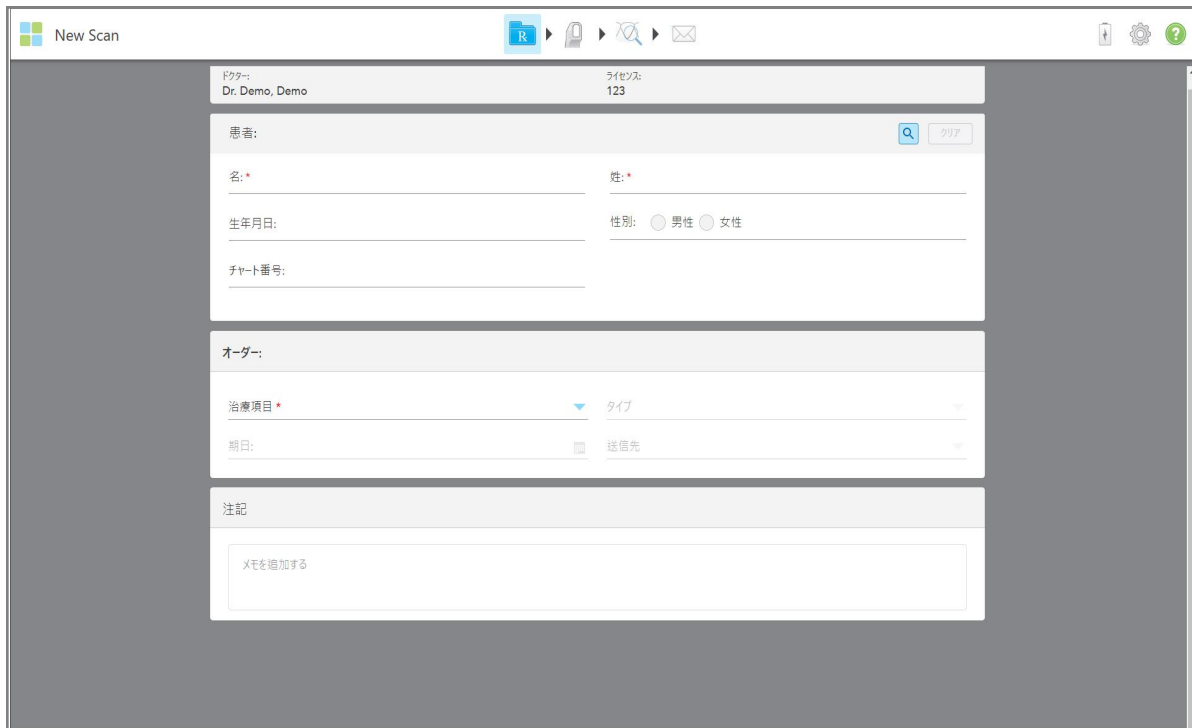 New Scan
R
?
ドクター: ライセンス:
Dr. Demo, Demo 123
患者: クリア
名:* 姓:*
生年月日: 性別: 男性 女性
チャート番号:
オーダー:
治療項目 * タイプ
期日: 送信先
注記
メモを追加する